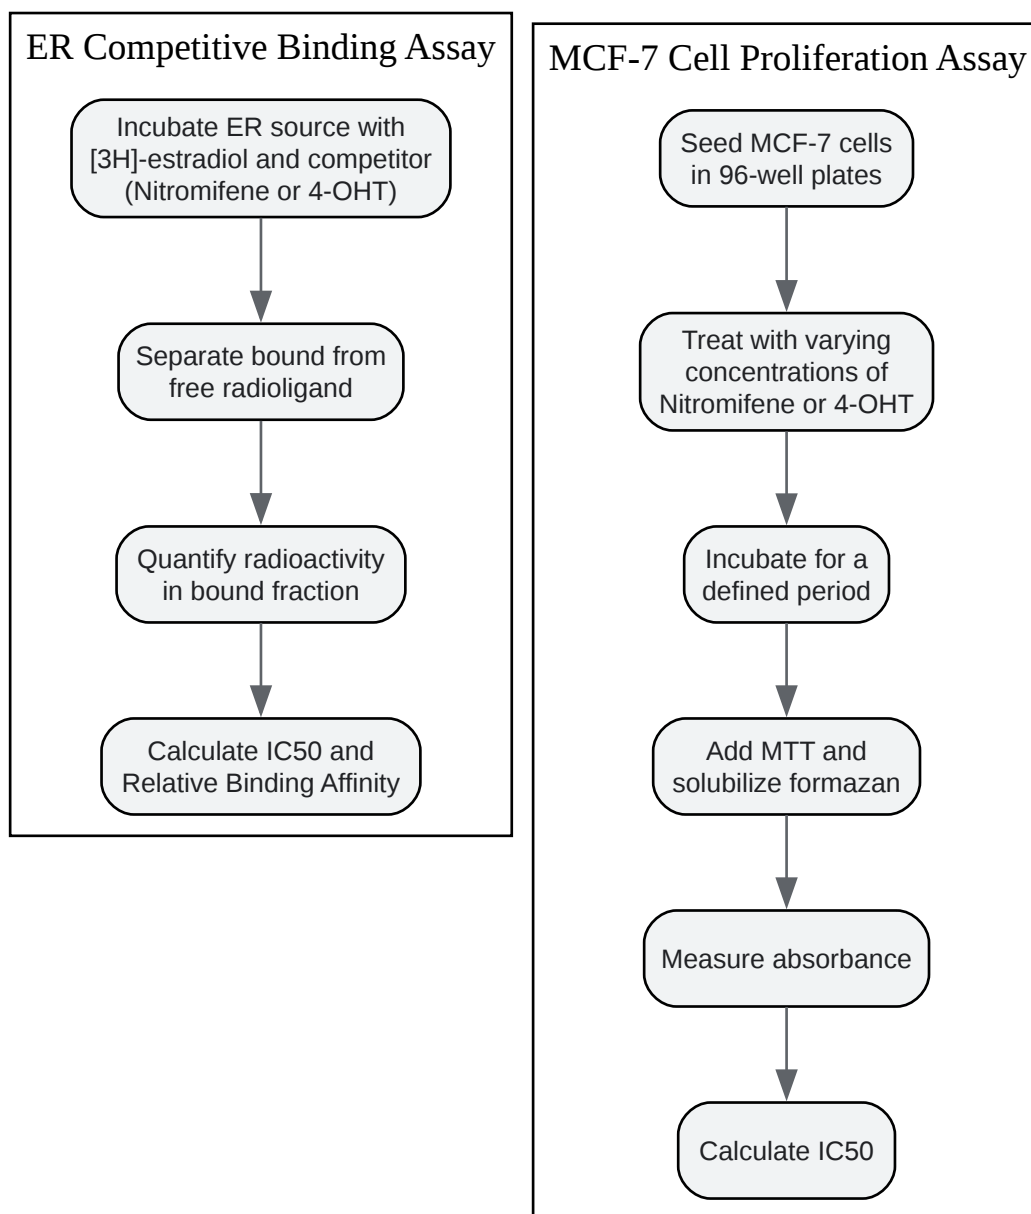 ER Competitive Binding Assay
Incubate ER source with
[3H]-estradiol and competitor
(Nitromifene or 4-OHT)
Separate bound from
free radioligand
Quantify radioactivity
in bound fraction
Calculate IC50 and
Relative Binding Affinity
MCF-7 Cell Proliferation Assay
Seed MCF-7 cells
in 96-well plates
Treat with varying
concentrations of
Nitromifene or 4-OHT
Incubate for a
defined period
Add MTT and
solubilize formazan
Measure absorbance
Calculate IC50